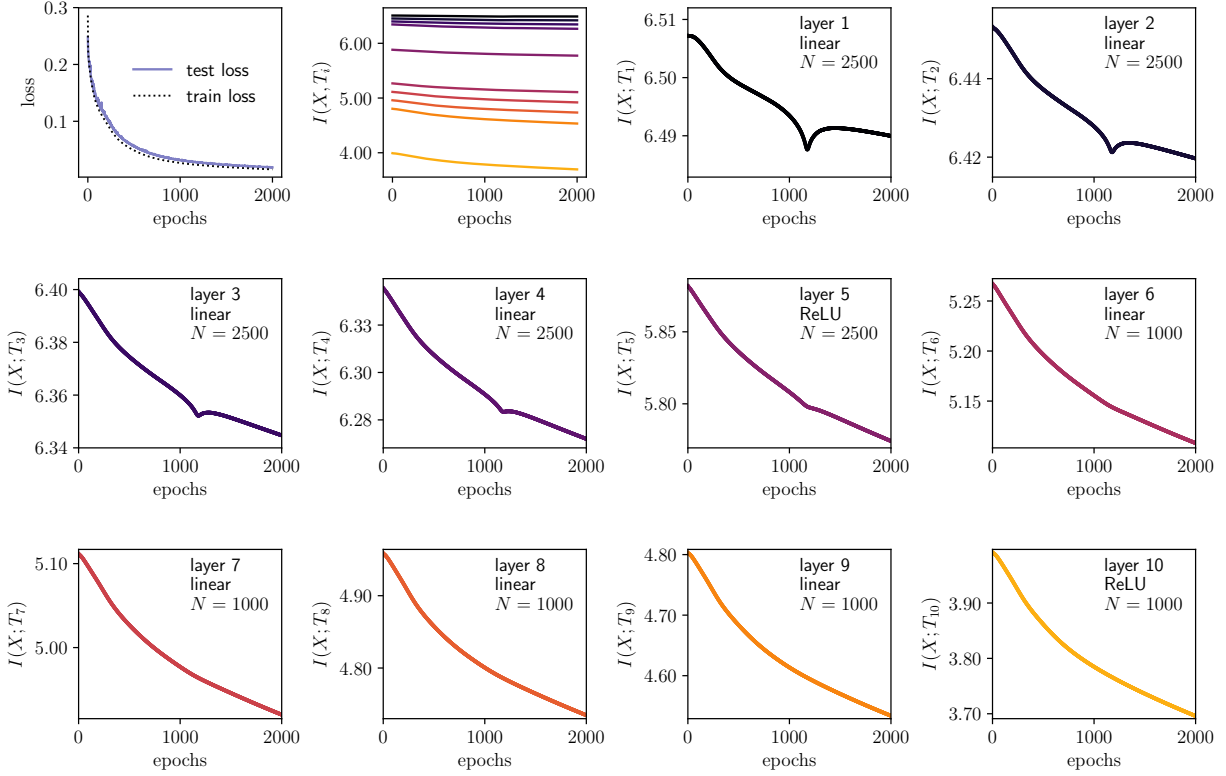 0.3
0.2
0.1
loss
test loss
train loss
0
1000
2000
epochs
6.00
5.00
4.00
I(X; T_i)
0
1000
2000
epochs
6.51
6.50
6.49
I(X; T_1)
layer 1
linear
N = 2500
0
1000
2000
epochs
6.44
6.42
I(X; T_2)
layer 2
linear
N = 2500
0
1000
2000
epochs
6.40
6.38
6.36
6.34
I(X; T_3)
layer 3
linear
N = 2500
0
1000
2000
epochs
6.33
6.30
6.28
I(X; T_4)
layer 4
linear
N = 2500
0
1000
2000
epochs
5.85
5.80
I(X; T_5)
layer 5
ReLU
N = 2500
0
1000
2000
epochs
5.25
5.20
5.15
I(X; T_6)
layer 6
linear
N = 1000
0
1000
2000
epochs
5.10
5.00
I(X; T_7)
layer 7
linear
N = 1000
0
1000
2000
epochs
4.90
4.80
I(X; T_8)
layer 8
linear
N = 1000
0
1000
2000
epochs
4.80
4.70
4.60
I(X; T_9)
layer 9
linear
N = 1000
0
1000
2000
epochs
3.90
3.80
3.70
I(X; T_10)
layer 10
ReLU
N = 1000
0
1000
2000
epochs